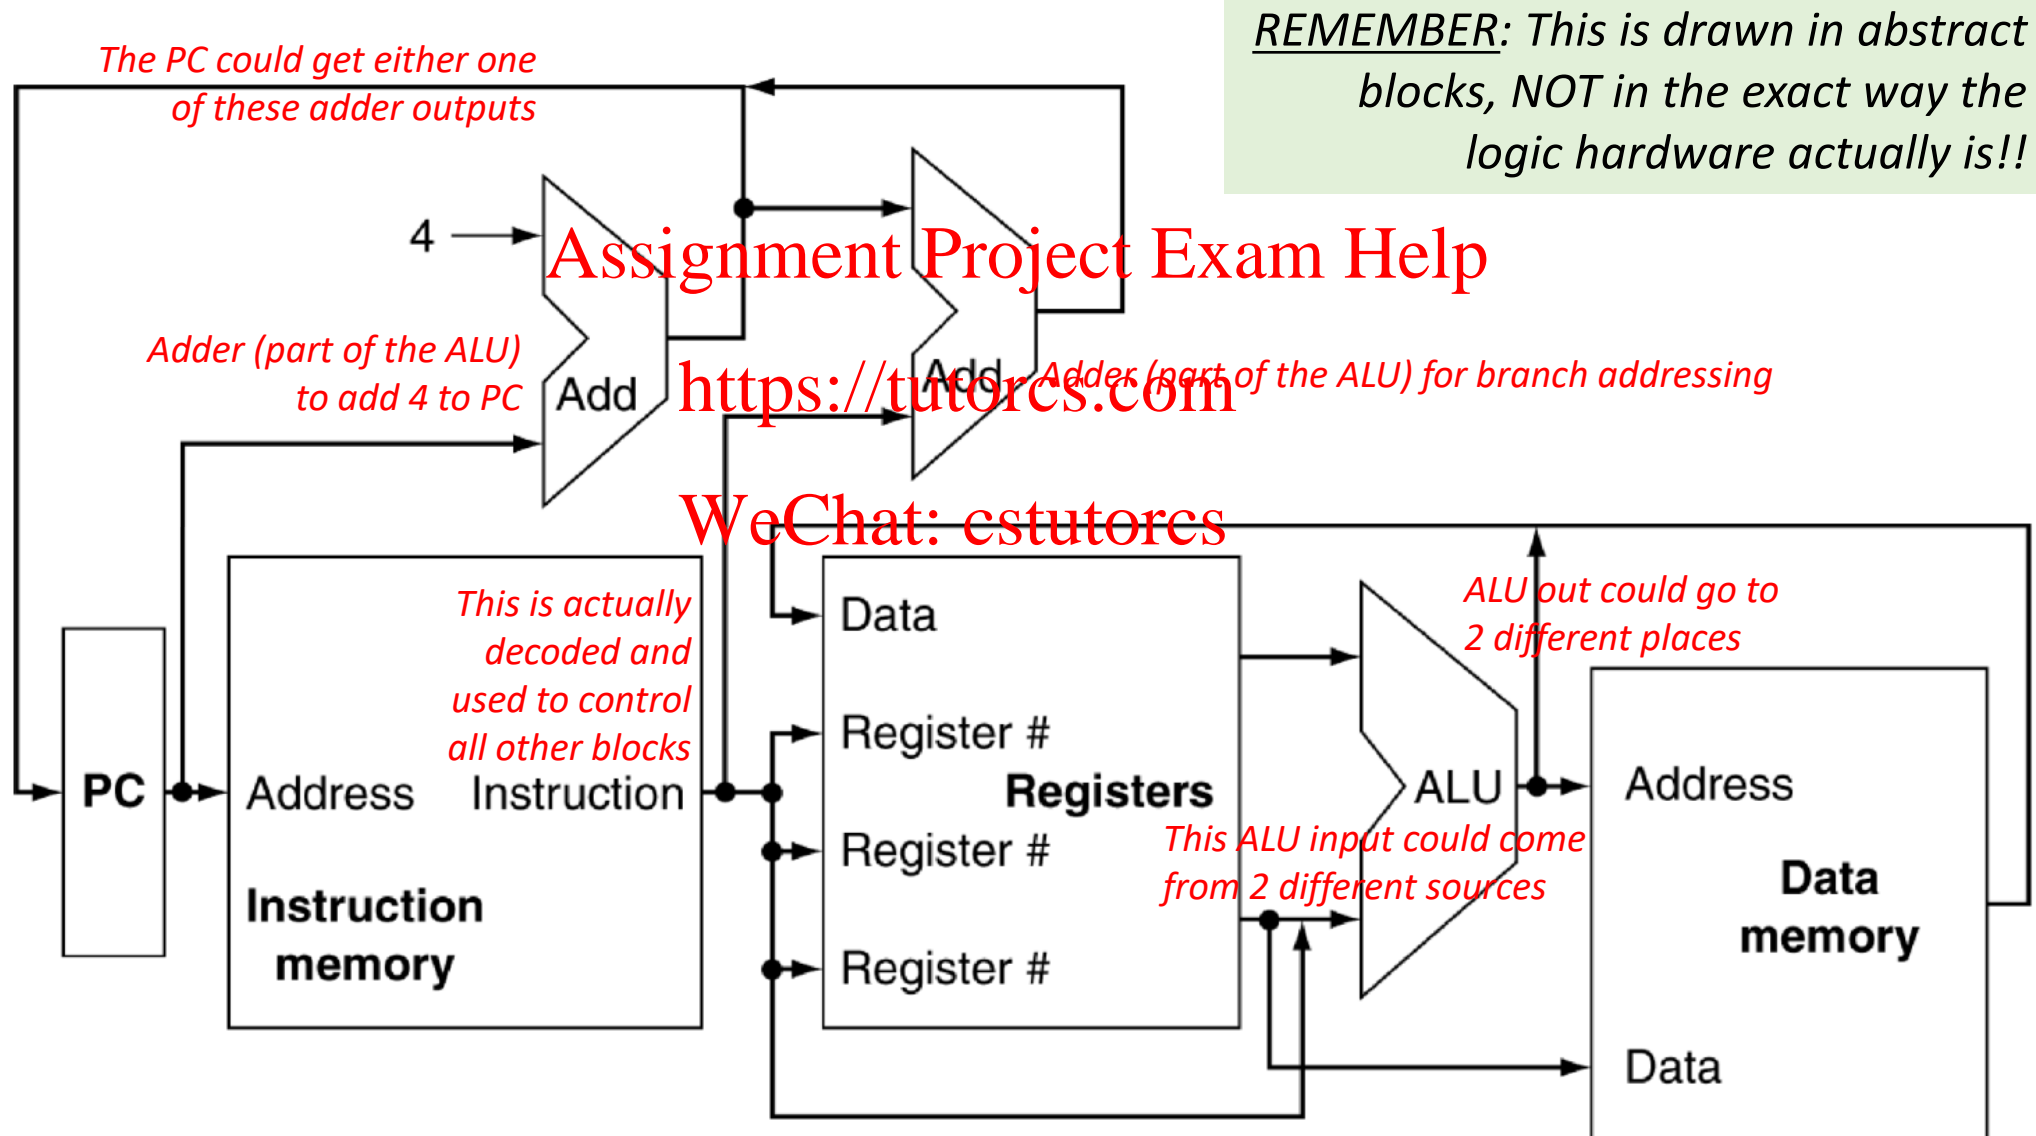 REMEMBER: This is drawn in abstract
blocks, NOT in the exact way the
logic hardware actually is!!
The PC could get either one
of these adder outputs
4
Assignment Project Exam Help
Adder (part of the ALU)
to add 4 to PC
Add
https://tutorcs.com
Add
Adder (part of the ALU) for branch addressing
WeChat: cstutorcs
This is actually
decoded and
used to control
all other blocks
PC
Address
Instruction
Instruction
memory
Data
Register #
Registers
Register #
Register #
ALU out could go to
2 different places
ALU
This ALU input could come
from 2 different sources
Address
Data
memory
Data